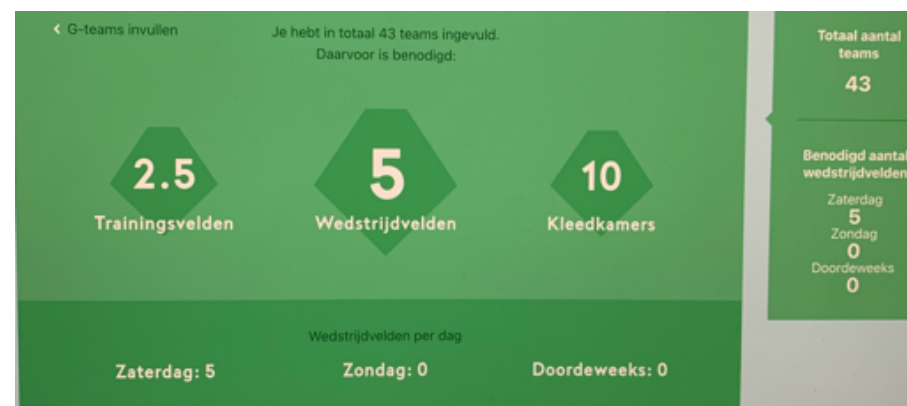 < G-teams invullen
Je hebt in totaal 43 teams ingevuld.
Daarvoor is benodigd:
2.5
Trainingsvelden
5
Wedstrijdvelden
10
Kleedkamers
Wedstrijdvelden per dag
Zaterdag: 5
Zondag: 0
Doordeweeks: 0
Totaal aantal
teams
43
Benodigd aantal
wedstrijdvelden
Zaterdag
5
Zondag
0
Doordeweeks
0